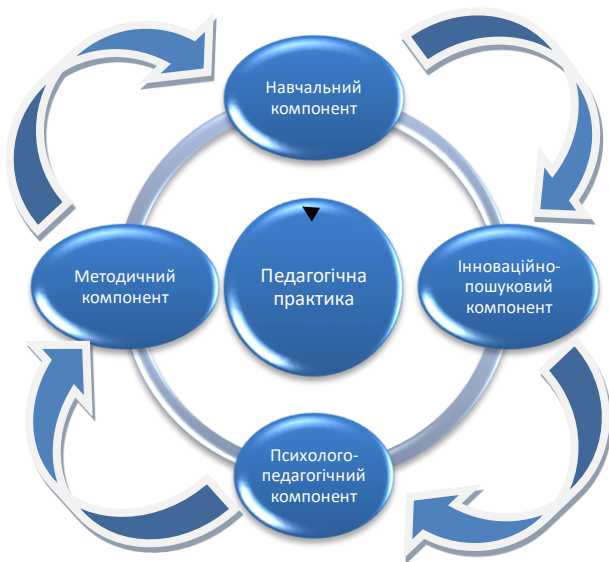 Навчальний
компонент
Методичний
компонент
Педагогічна
практика
Інноваційно-
пошуковий
компонент
Психолого-
педагогічний
компонент